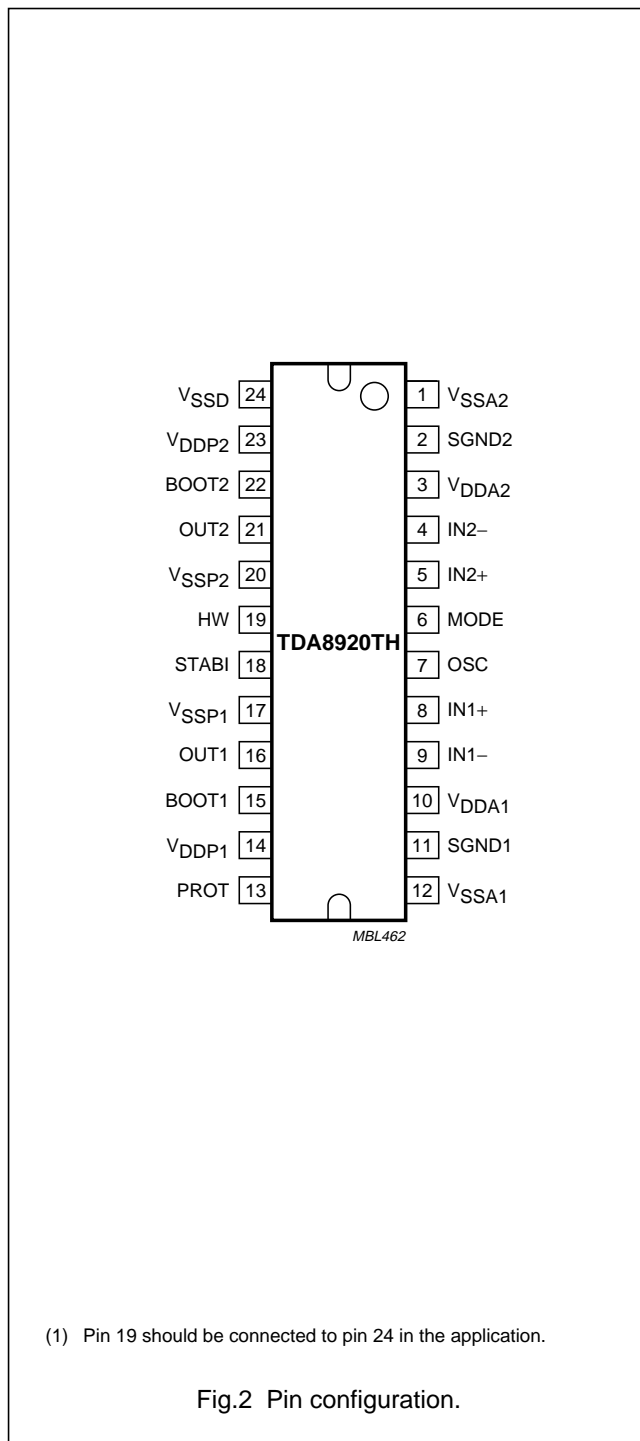 VSSD 24 1 VSSA2
VDDP2 23 2 SGND2
BOOT2 22 3 VDDA2
OUT2 21 4 IN2−
VSSP2 20 5 IN2+
HW 19 6 MODE
TDA8920TH
STABI 18 7 OSC
VSSP1 17 8 IN1+
OUT1 16 9 IN1−
BOOT1 15 10 VDDA1
VDDP1 14 11 SGND1
PROT 13 12 VSSA1
MBL462
(1) Pin 19 should be connected to pin 24 in the application.
Fig.2 Pin configuration.